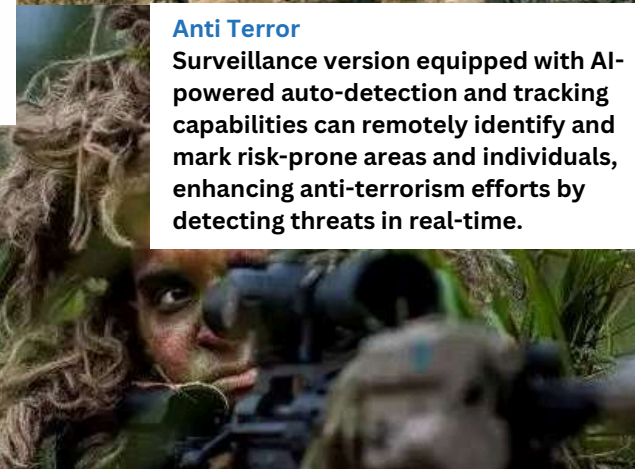 Anti Terror
Surveillance version equipped with AI-
powered auto-detection and tracking
capabilities can remotely identify and
mark risk-prone areas and individuals,
enhancing anti-terrorism efforts by
detecting threats in real-time.